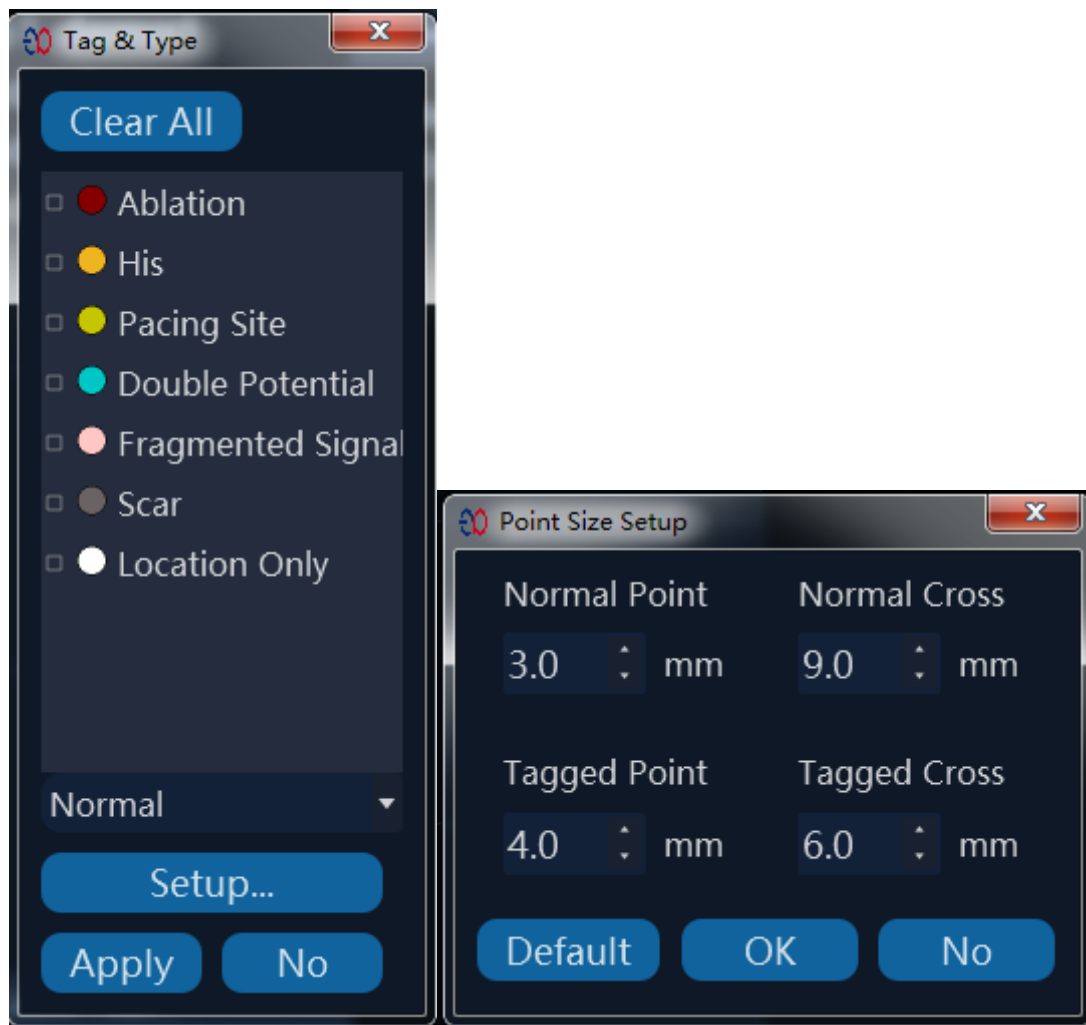 Tag & Type
Clear All
Ablation
His
Pacing Site
Double Potential
Fragmented Signal
Scar
Location Only
Normal
Setup...
Apply No
Point Size Setup
Normal Point Normal Cross
3.0 mm 9.0 mm
Tagged Point Tagged Cross
4.0 mm 6.0 mm
Default OK No